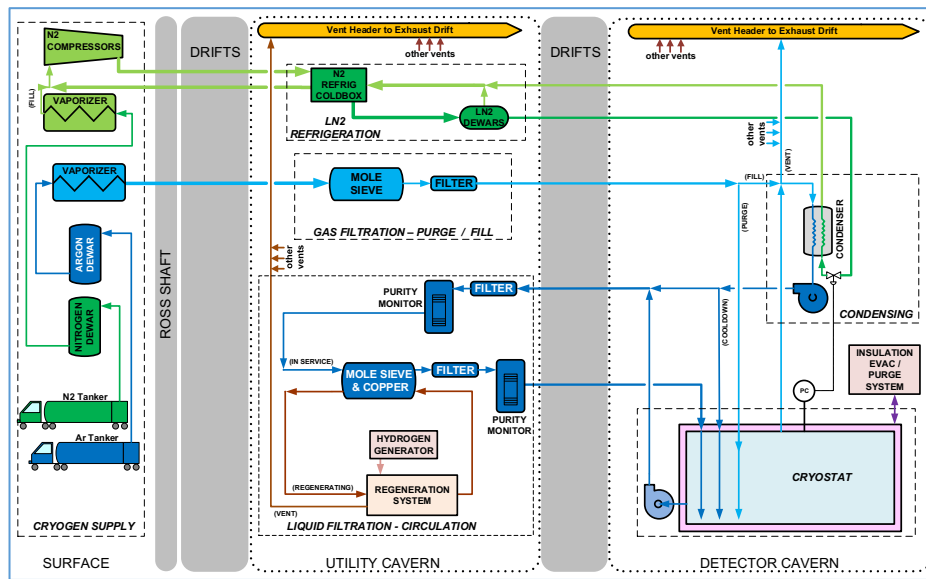 N2
COMPRESSORS
(FILL)
VAPORIZER
VAPORIZER
ARGON
DEWAR
NITROGEN
DEWAR
N2 Tanker
Ar Tanker
CRYOGEN SUPPLY
SURFACE
ROSS SHAFT
DRIFTS
Vent Header to Exhaust Drift
other vents
N2
REFRIG
COLDBOX
LN2
DEWARS
LN2
REFRIGERATION
MOLE
SIEVE
FILTER
GAS FILTRATION – PURGE / FILL
other
vents
PURITY
MONITOR
FILTER
(IN SERVICE)
MOLE SIEVE
& COPPER
FILTER
PURITY
MONITOR
HYDROGEN
GENERATOR
(REGENERATING)
REGENERATION
SYSTEM
(VENT)
LIQUID FILTRATION - CIRCULATION
UTILITY CAVERN
DRIFTS
Vent Header to Exhaust Drift
other vents
other
vents
(VENT)
(FILL)
(PURGE)
CONDENSER
C
CONDENSING
(COOLDOWN)
INSULATION
EVAC /
PURGE
SYSTEM
PC
CRYOSTAT
C
DETECTOR CAVERN